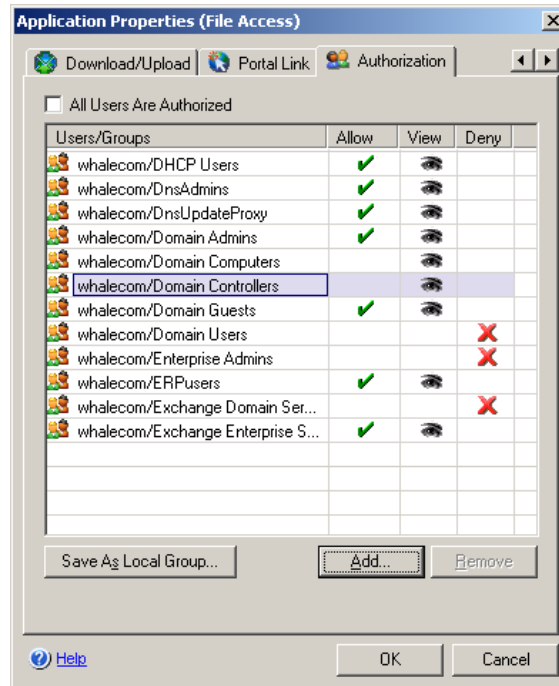 Application Properties (File Access)
Download/Upload Portal Link Authorization
All Users Are Authorized
Users/Groups Allow View Deny
whalecom/DHCP Users
whalecom/DnsAdmins
whalecom/DnsUpdateProxy
whalecom/Domain Admins
whalecom/Domain Computers
whalecom/Domain Controllers
whalecom/Domain Guests
whalecom/Domain Users
whalecom/Enterprise Admins
whalecom/ERPusers
whalecom/Exchange Domain Ser...
whalecom/Exchange Enterprise S...
Save As Local Group... Add... Remove
Help OK Cancel